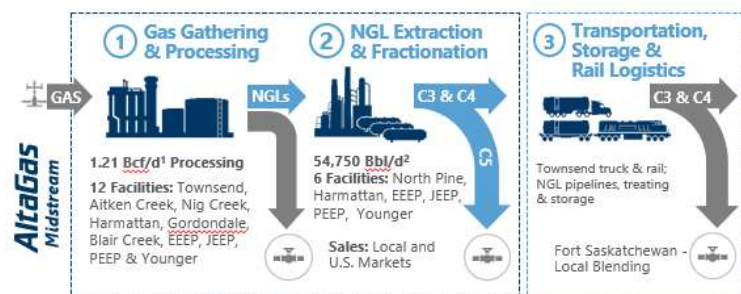 AltaGas
Midstream
GAS
1 Gas Gathering
& Processing
NGLs
1.21 Bcf/d1 Processing
12 Facilities: Townsend,
Aitken Creek, Nig Creek,
Harmattan, Gordondale,
Blair Creek, EEEP, JEEP,
PEEP & Younger
2 NGL Extraction
& Fractionation
C3 & C4
C5
54,750 Bbl/d2
6 Facilities: North Pine,
Harmattan, EEEP, JEEP,
PEEP, Younger
Sales: Local and
U.S. Markets
3 Transportation,
Storage &
Rail Logistics
C3 & C4
Townsend truck & rail;
NGL pipelines, treating
& storage
Fort Saskatchewan -
Local Blending